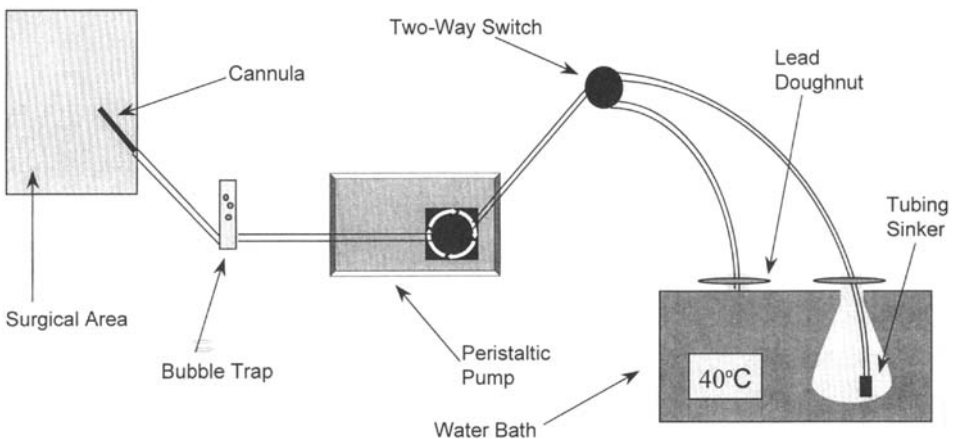 Two-Way Switch
Cannula
Lead
Doughnut
Tubing
Sinker
Surgical Area
Bubble Trap
Peristaltic
Pump
40°C
Water Bath